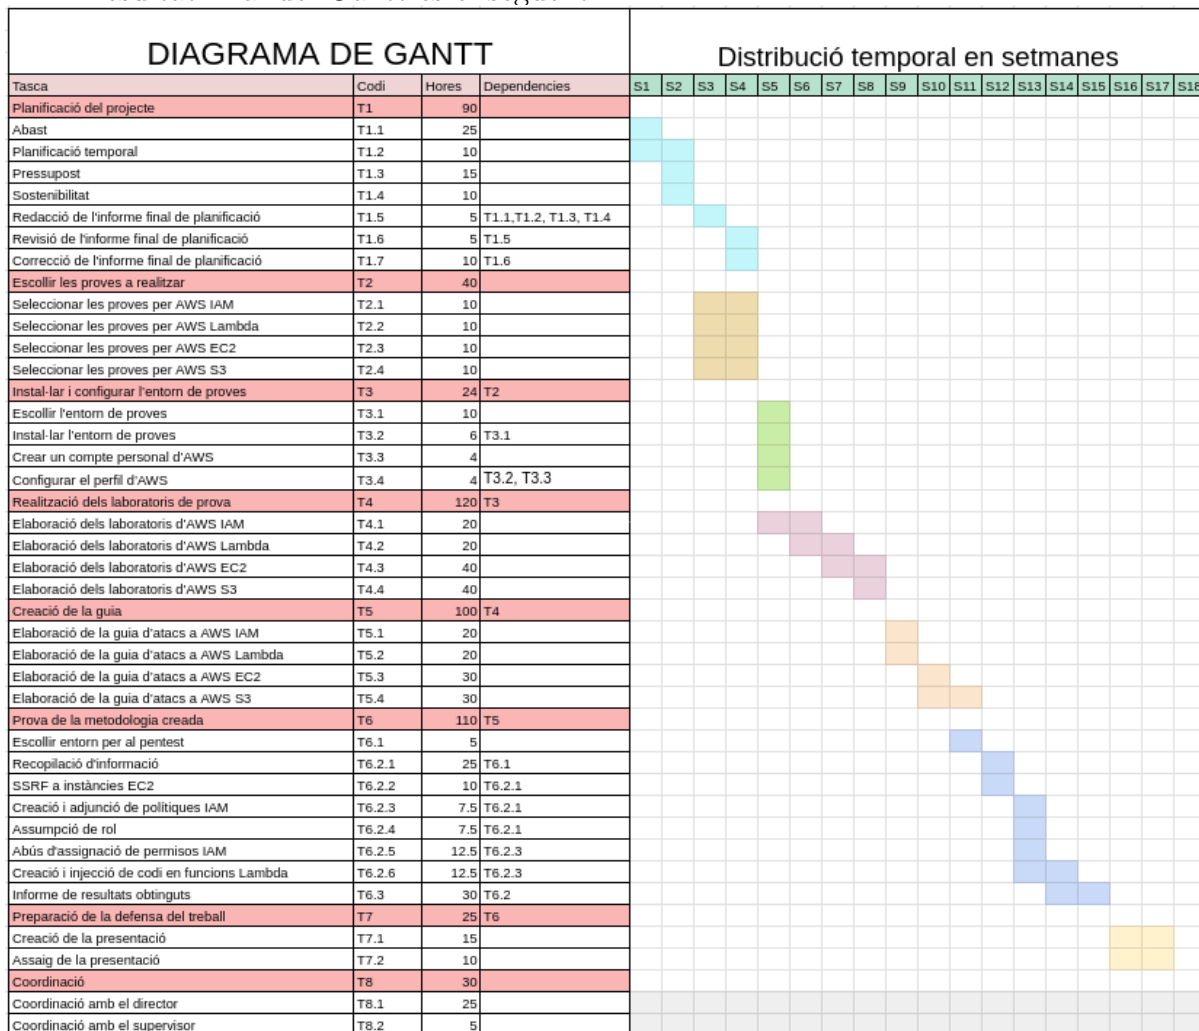 DIAGRAMA DE GANTT Distribució temporal en setmanes
Tasca Codi Hores Dependencies S1 S2 S3 S4 S5 S6 S7 S8 S9 S10 S11 S12 S13 S14 S15 S16 S17 S18
Planificació del projecte T1 90
Abast T1.1 25
Planificació temporal T1.2 10
Pressupost T1.3 15
Sostenibilitat T1.4 10
Redacció de l'informe final de planificació T1.5 5 T1.1,T1.2, T1.3, T1.4
Revisió de l'informe final de planificació T1.6 5 T1.5
Correcció de l'informe final de planificació T1.7 10 T1.6
Escollir les proves a realitzar T2 40
Seleccionar les proves per AWS IAM T2.1 10
Seleccionar les proves per AWS Lambda T2.2 10
Seleccionar les proves per AWS EC2 T2.3 10
Seleccionar les proves per AWS S3 T2.4 10
Instal·lar i configurar l'entorn de proves T3 24 T2
Escollir l'entorn de proves T3.1 10
Instal·lar l'entorn de proves T3.2 6 T3.1
Crear un compte personal d'AWS T3.3 4
Configurar el perfil d'AWS T3.4 4 T3.2, T3.3
Realització dels laboratoris de prova T4 120 T3
Elaboració dels laboratoris d'AWS IAM T4.1 20
Elaboració dels laboratoris d'AWS Lambda T4.2 20
Elaboració dels laboratoris d'AWS EC2 T4.3 40
Elaboració dels laboratoris d'AWS S3 T4.4 40
Creació de la guia T5 100 T4
Elaboració de la guia d'atacs a AWS IAM T5.1 20
Elaboració de la guia d'atacs a AWS Lambda T5.2 20
Elaboració de la guia d'atacs a AWS EC2 T5.3 30
Elaboració de la guia d'atacs a AWS S3 T5.4 30
Prova de la metodologia creada T6 110 T5
Escollir entorn per al pentest T6.1 5
Recopilació d'informació T6.2.1 25 T6.1
SSRF a instàncies EC2 T6.2.2 10 T6.2.1
Creació i adjunció de polítiques IAM T6.2.3 7.5 T6.2.1
Assumpció de rol T6.2.4 7.5 T6.2.1
Abús d'assignació de permisos IAM T6.2.5 12.5 T6.2.3
Creació i injecció de codi en funcions Lambda T6.2.6 12.5 T6.2.3
Informe de resultats obtinguts T6.3 30 T6.2
Preparació de la defensa del treball T7 25 T6
Creació de la presentació T7.1 15
Assaig de la presentació T7.2 10
Coordinació T8 30
Coordinació amb el director T8.1 25
Coordinació amb el supervisor T8.2 5